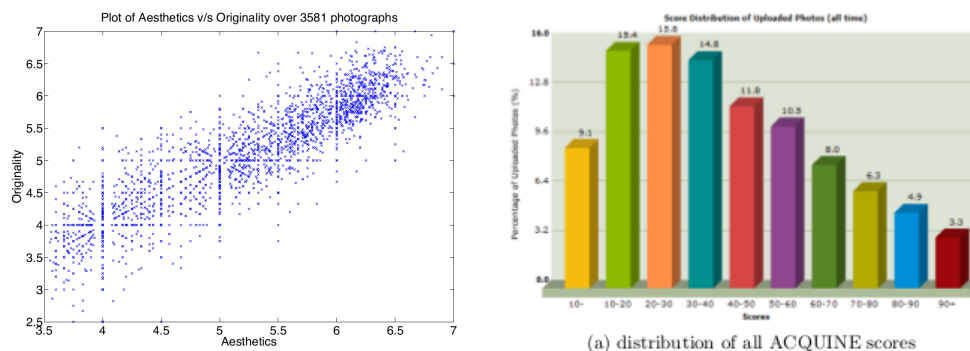 Plot of Aesthetics v/s Originality over 3581 photographs
7
6.5
6
5.5
5
4.5
4
3.5
3
2.5
Originality
3.5 4 4.5 5 5.5 6 6.5 7
Aesthetics
Score Distribution of Uploaded Photos (all time)
16.0
12.8
9.6
6.4
3.2
0.0
Percentage of Uploaded Photos (%)
9.1
15.4
15.8
14.8
11.8
10.5
8.0
6.3
4.9
3.3
10- 10-20 20-30 30-40 40-50 50-60 60-70 70-80 80-90 90+
Scores
(a) distribution of all ACQUINE scores